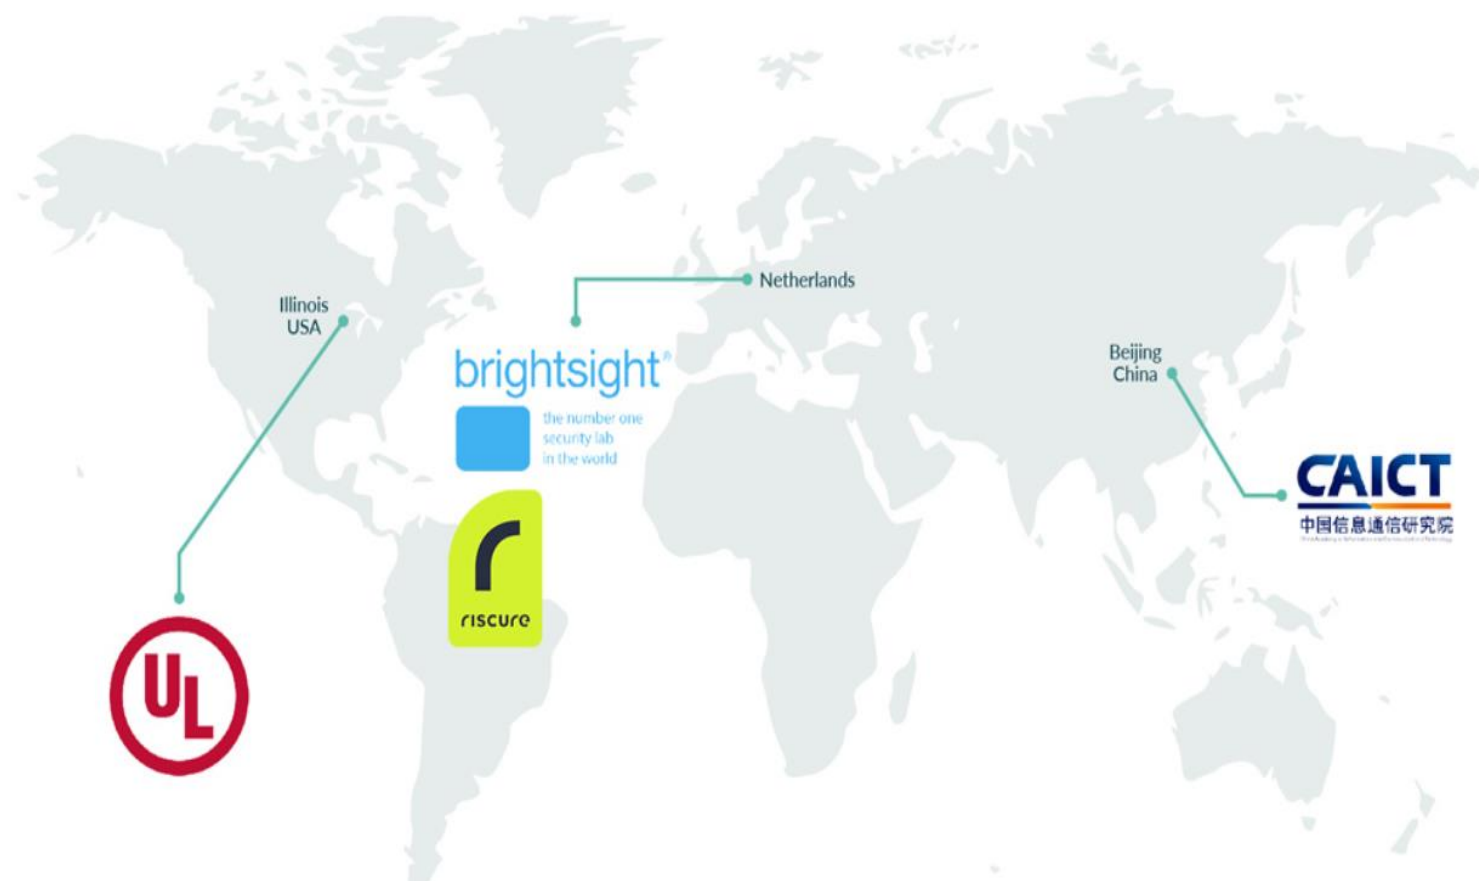 Netherlands
Illinois
USA
brightsight®
the number one
security lab
in the world
Beijing
China
CAICT
中国信息通信研究院
riscure
UL